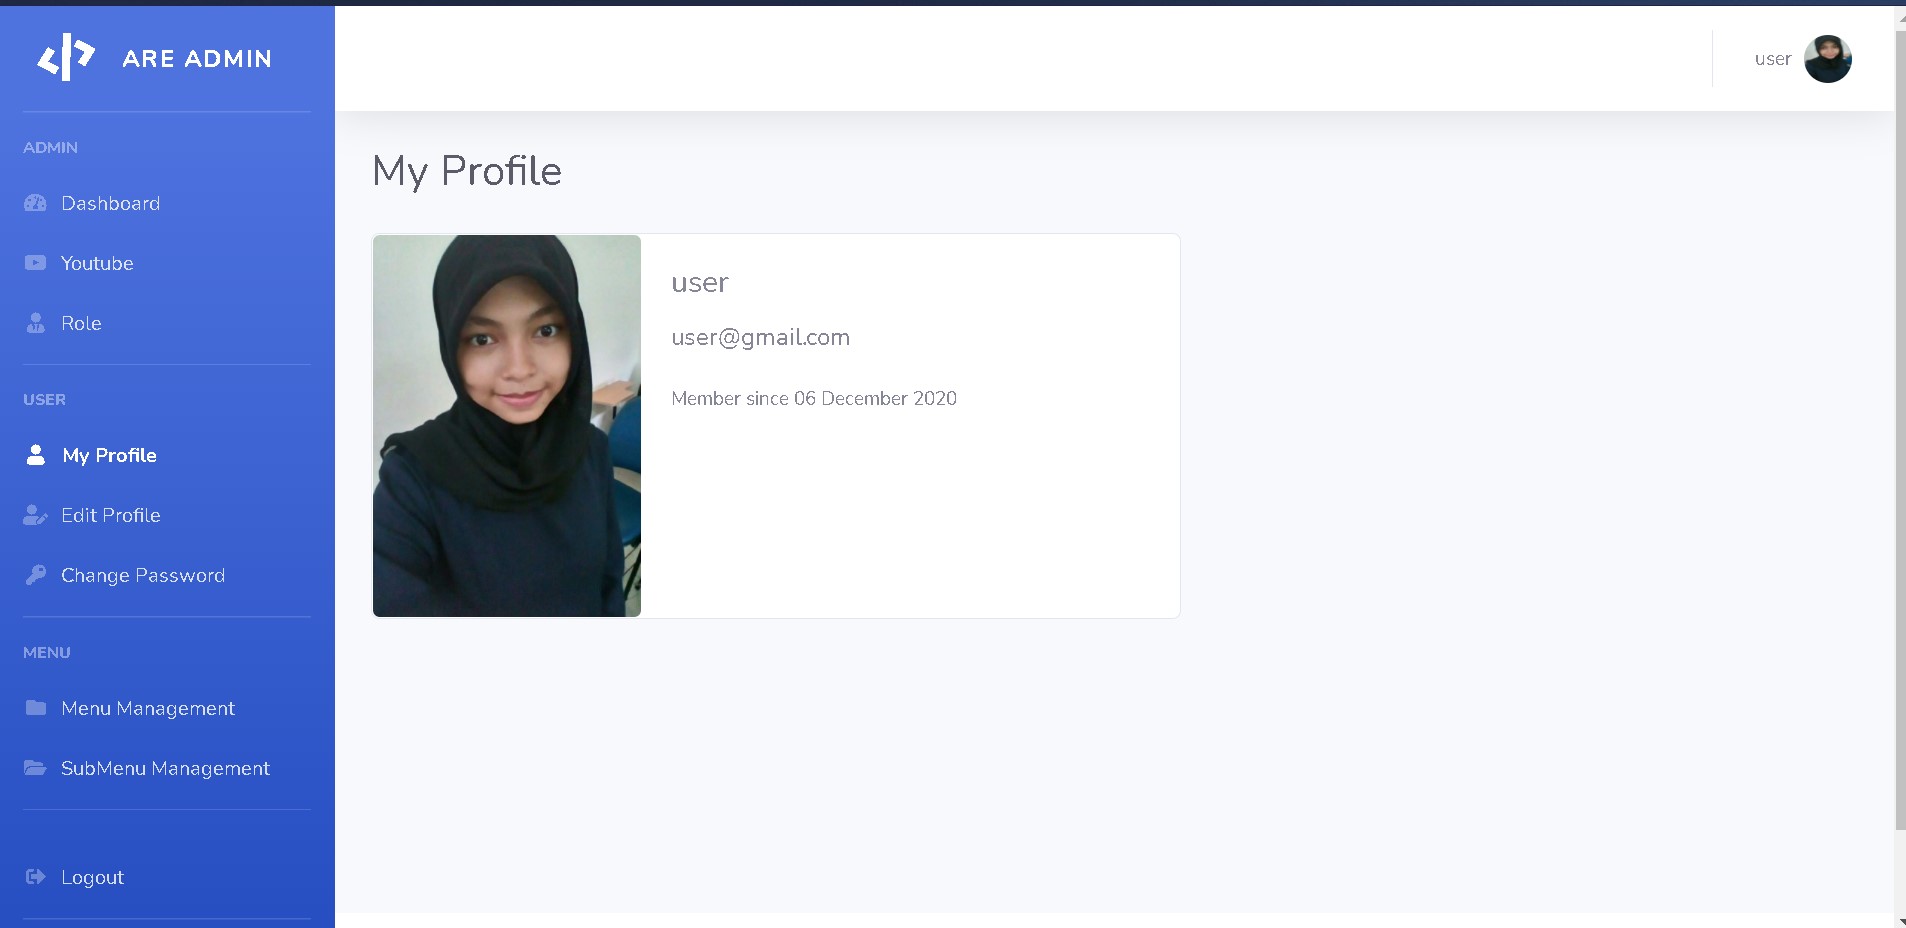 ARE ADMIN
ADMIN
Dashboard
Youtube
Role
USER
My Profile
Edit Profile
Change Password
MENU
Menu Management
SubMenu Management
Logout
user
My Profile
user
user@gmail.com
Member since 06 December 2020